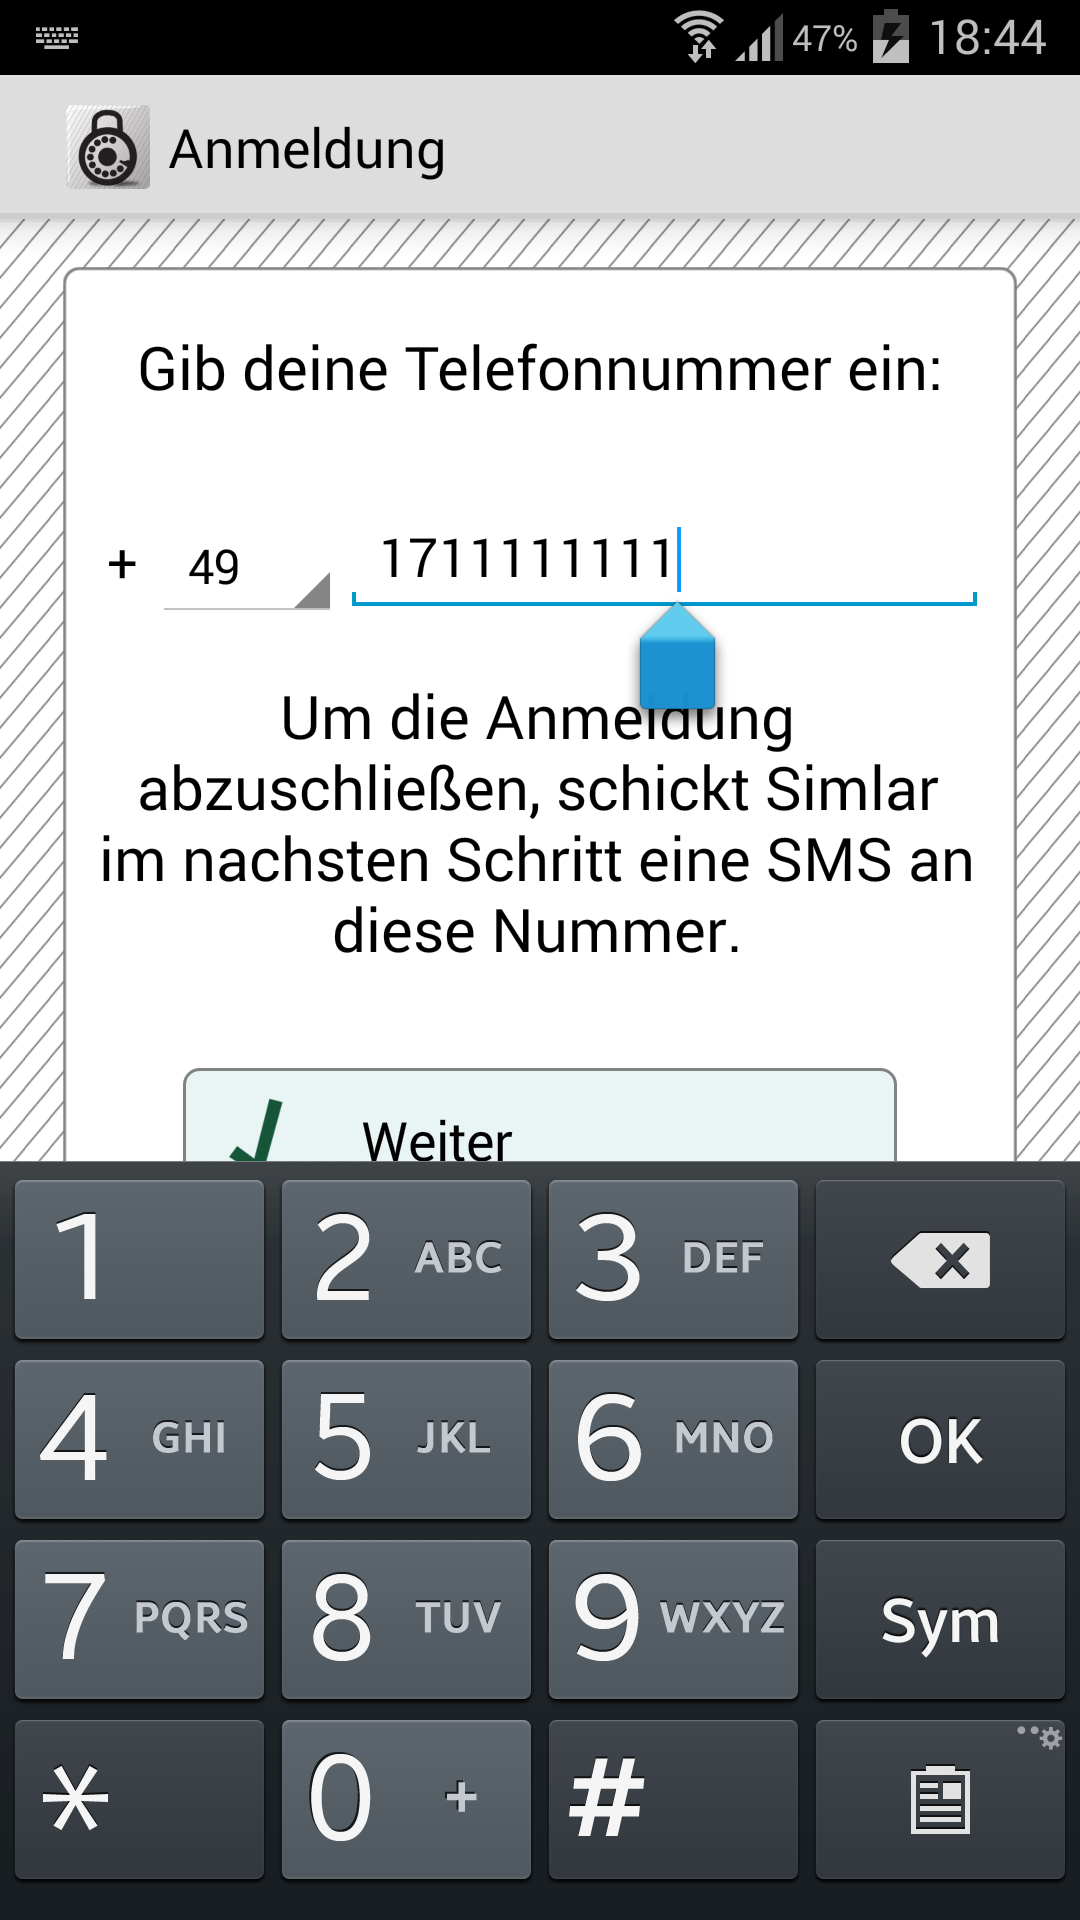 47% 18:44
Anmeldung
Gib deine Telefonnummer ein:
+ 49 1711111111
Um die Anmeldung
abzuschließen, schickt Simlar
im nachsten Schritt eine SMS an
diese Nummer.
Weiter
1 2 ABC 3 DEF
4 GHI 5 JKL 6 MNO OK
7 PQRS 8 TUV 9 WXYZ Sym
* 0 + #